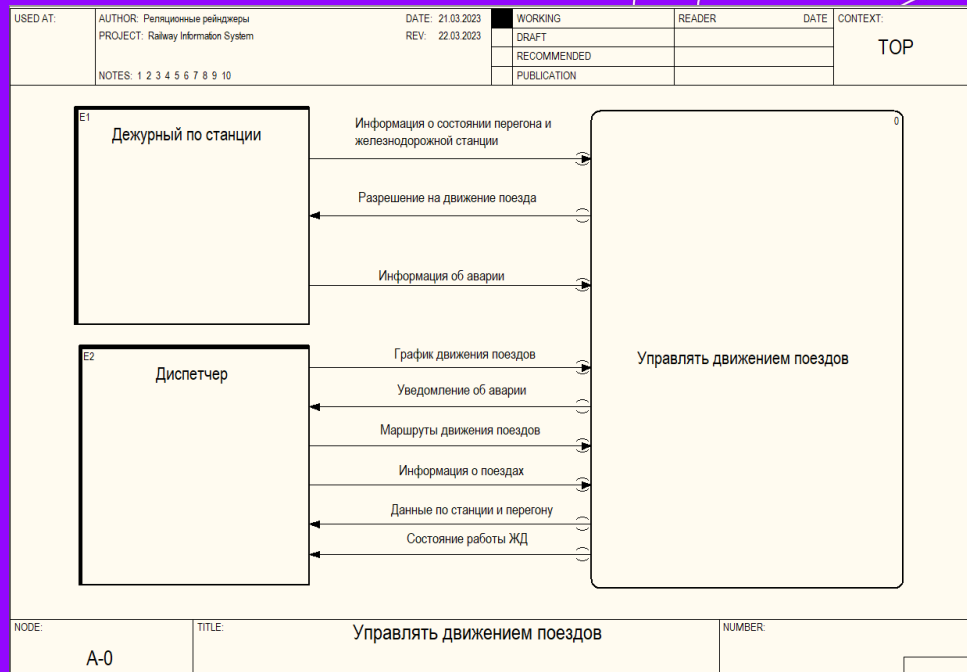 USED AT:
AUTHOR: Реляционные рейнджеры
DATE: 21.03.2023
PROJECT: Railway Information System
REV: 22.03.2023
NOTES: 1 2 3 4 5 6 7 8 9 10
WORKING
DRAFT
RECOMMENDED
PUBLICATION
READER
DATE
CONTEXT:
TOP
E1
Дежурный по станции
Информация о состоянии перегона и
железнодорожной станции
Разрешение на движение поезда
Информация об аварии
0
Управлять движением поездов
E2
Диспетчер
График движения поездов
Уведомление об аварии
Маршруты движения поездов
Информация о поездах
Данные по станции и перегону
Состояние работы ЖД
NODE:
A-0
TITLE:
Управлять движением поездов
NUMBER: